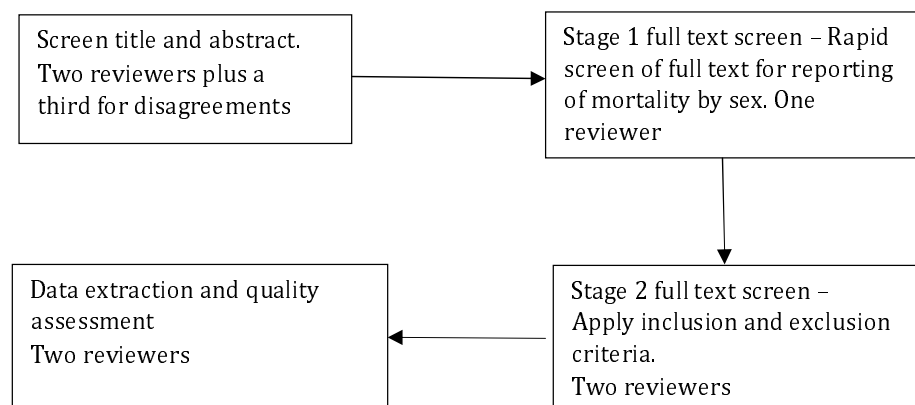 Screen title and abstract.
Two reviewers plus a
third for disagreements
Stage 1 full text screen – Rapid
screen of full text for reporting
of mortality by sex. One
reviewer
Stage 2 full text screen –
Apply inclusion and exclusion
criteria.
Two reviewers
Data extraction and quality
assessment
Two reviewers